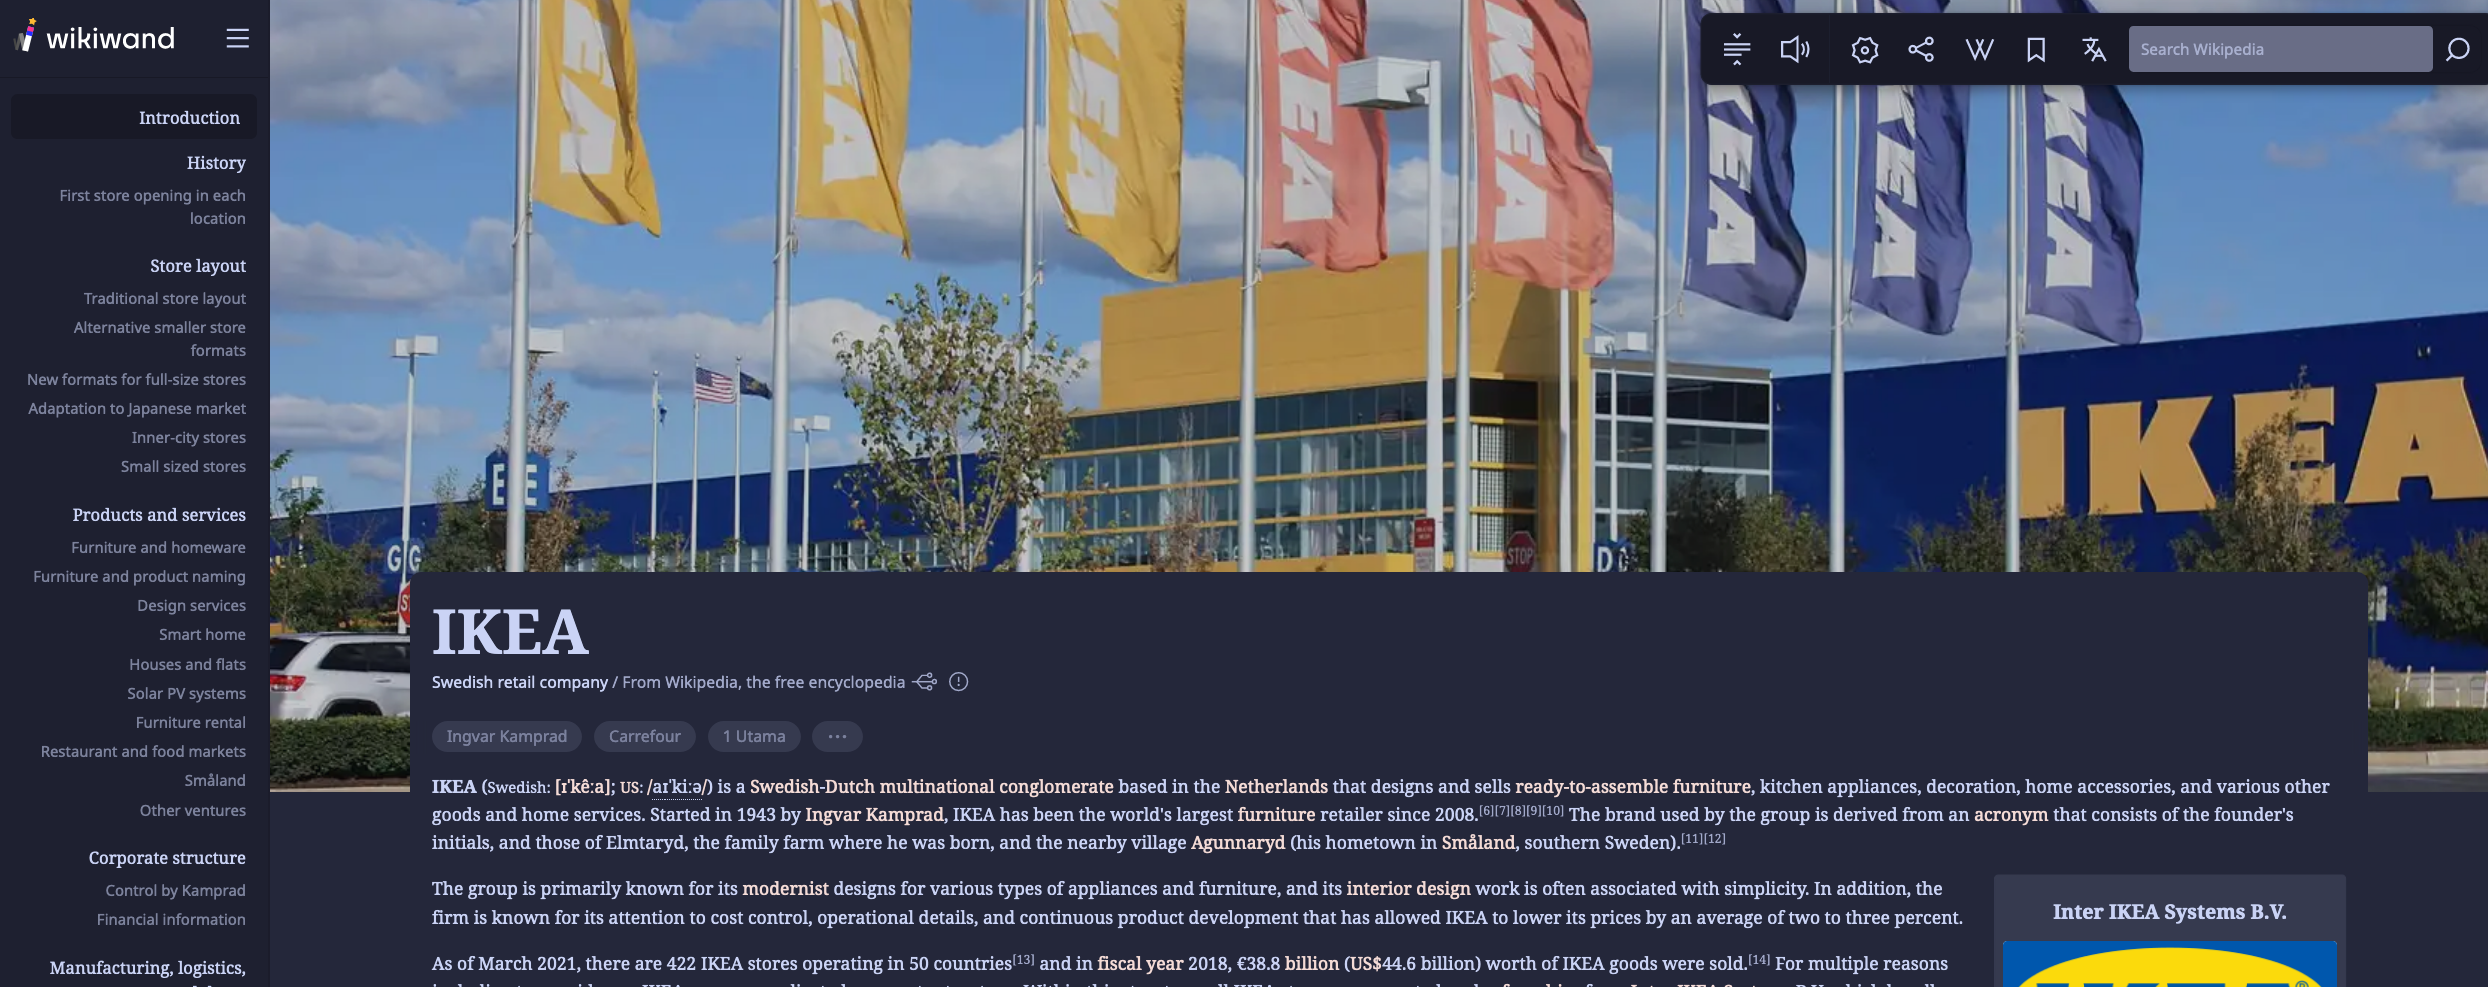 wikiwand
Search Wikipedia
Introduction
History
First store opening in each
location
Store layout
Traditional store layout
Alternative smaller store
formats
New formats for full-size stores
Adaptation to Japanese market
Inner-city stores
Small sized stores
Products and services
Furniture and homeware
Furniture and product naming
Design services
Smart home
Houses and flats
Solar PV systems
Furniture rental
Restaurant and food markets
Småland
Other ventures
Corporate structure
Control by Kamprad
Financial information
Manufacturing, logistics,
IKEA
IKEA
IKEA
IKEA
IKEA
IKEA
IKEA
IKEA
IKEA
E E
G G
STOP
D
IKEA
Swedish retail company / From Wikipedia, the free encyclopedia
Ingvar Kamprad Carrefour 1 Utama ···
IKEA (Swedish: [ɪˈkêːa]; US: /aɪˈkiːə/) is a Swedish-Dutch multinational conglomerate based in the Netherlands that designs and sells ready-to-assemble furniture, kitchen appliances, decoration, home accessories, and various other
goods and home services. Started in 1943 by Ingvar Kamprad, IKEA has been the world's largest furniture retailer since 2008.[6][7][8][9][10] The brand used by the group is derived from an acronym that consists of the founder's
initials, and those of Elmtaryd, the family farm where he was born, and the nearby village Agunnaryd (his hometown in Småland, southern Sweden).[11][12]
The group is primarily known for its modernist designs for various types of appliances and furniture, and its interior design work is often associated with simplicity. In addition, the
firm is known for its attention to cost control, operational details, and continuous product development that has allowed IKEA to lower its prices by an average of two to three percent.
As of March 2021, there are 422 IKEA stores operating in 50 countries[13] and in fiscal year 2018, €38.8 billion (US$44.6 billion) worth of IKEA goods were sold.[14] For multiple reasons
Inter IKEA Systems B.V.